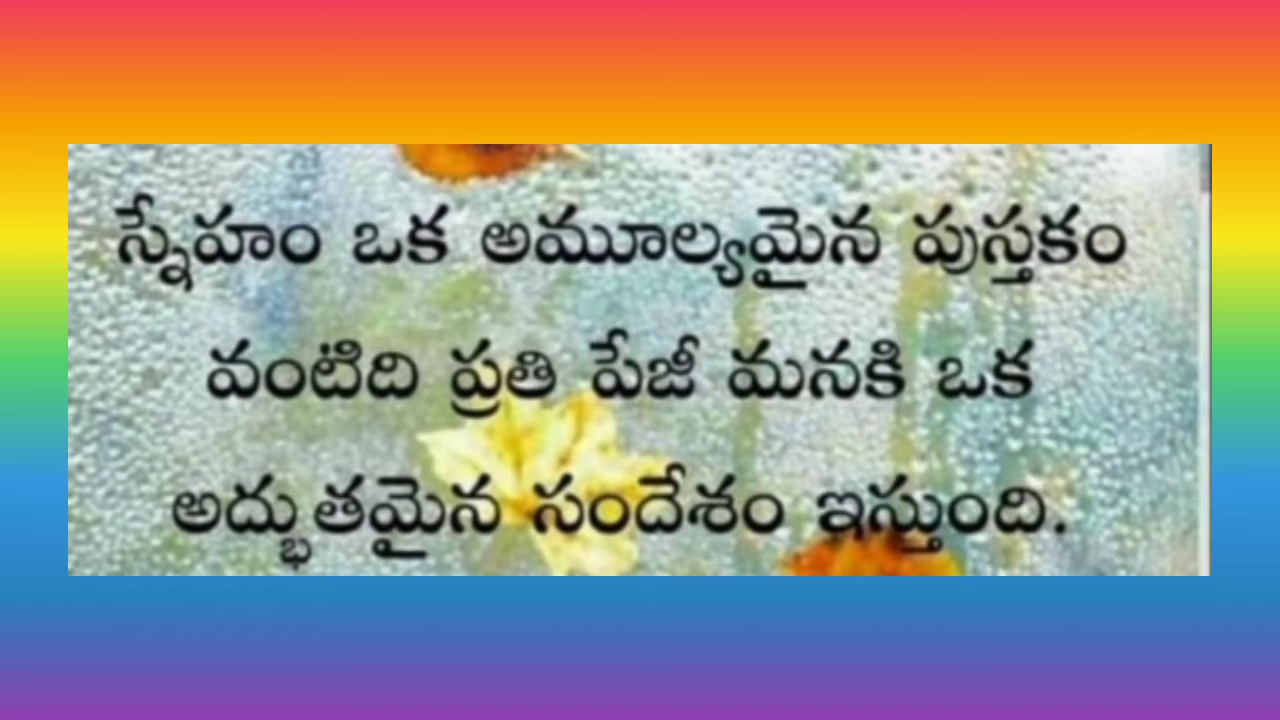 స్నేహం ఒక అమూల్యమైన పుస్తకం
వంటిది ప్రతి పేజీ మనకి ఒక
అద్భుతమైన సందేశం ఇస్తుంది.